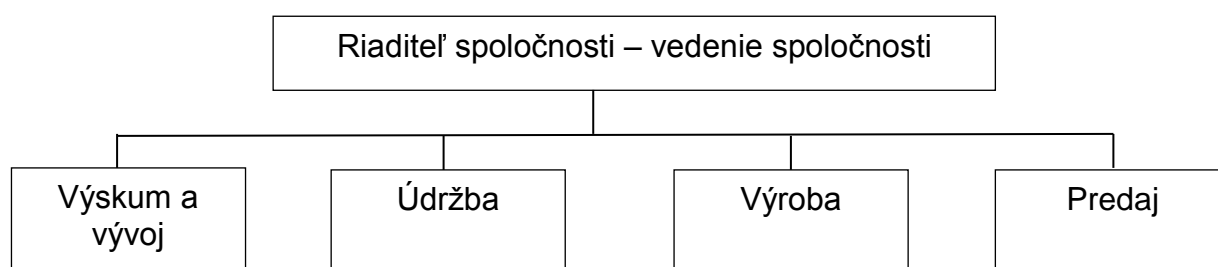 Riaditeľ spoločnosti – vedenie spoločnosti
Výskum a
vývoj
Údržba
Výroba
Predaj